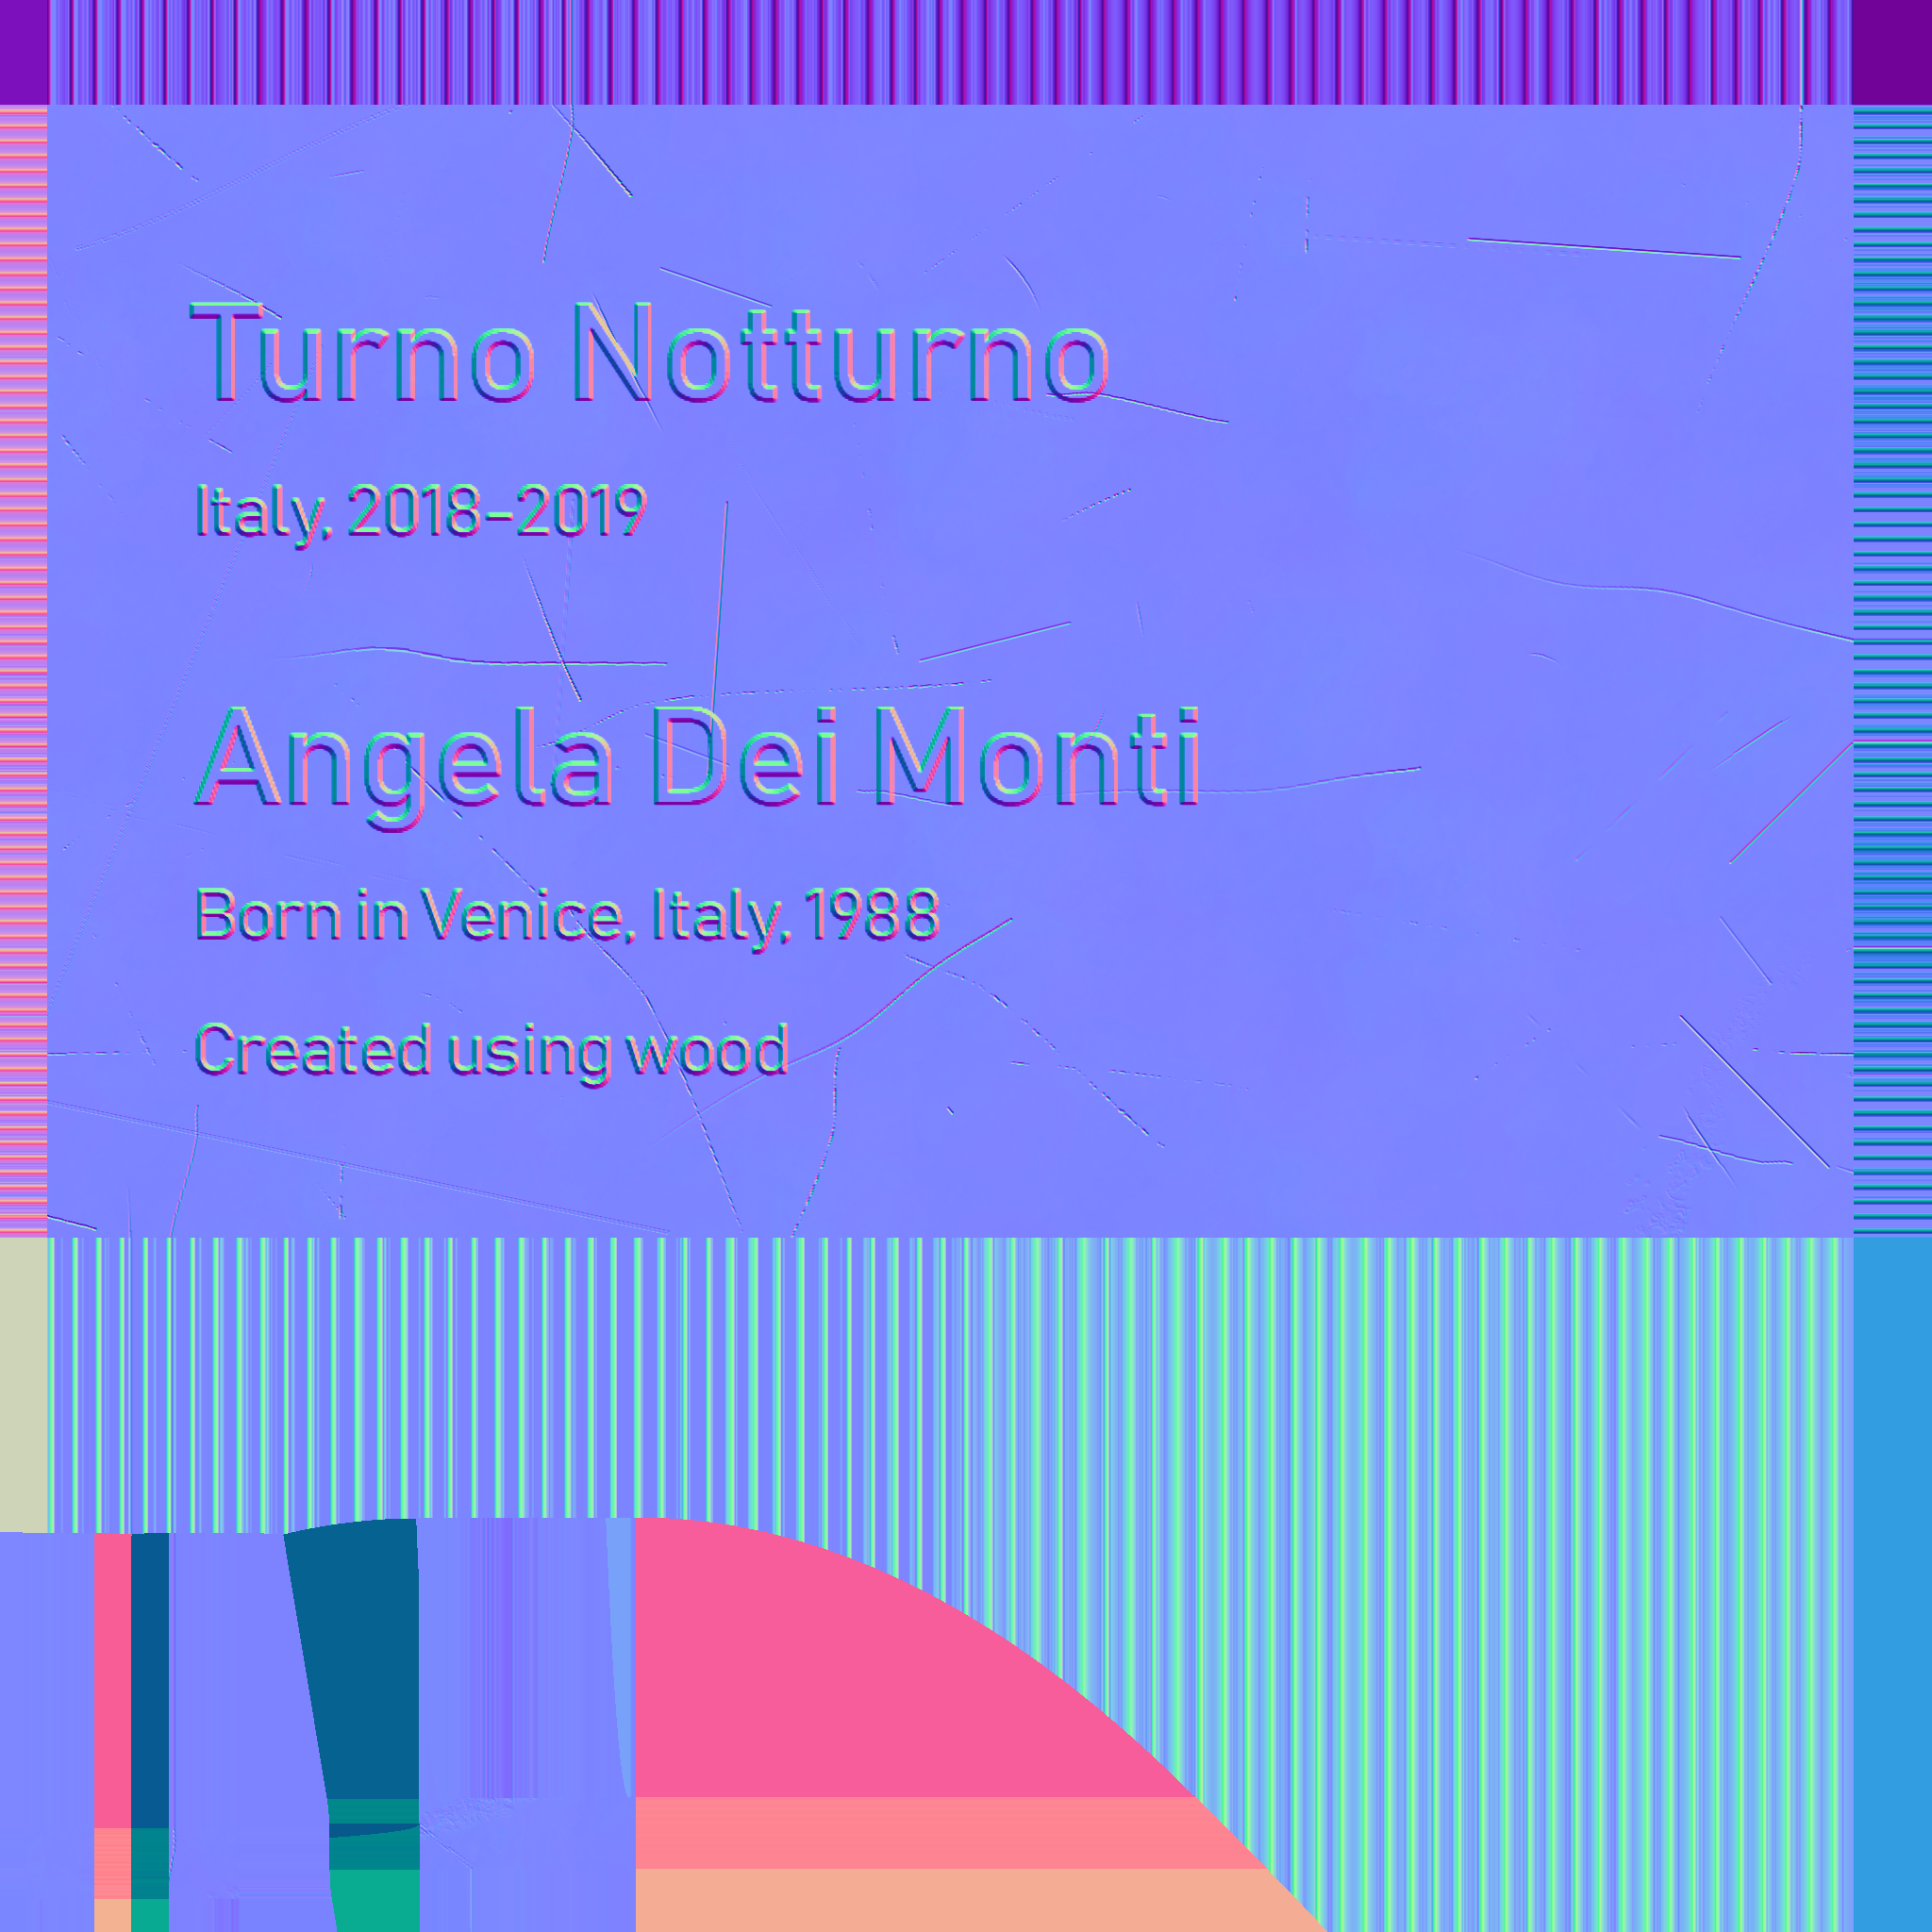 Turno Notturno
Italy, 2018-2019
Angela Dei Monti
Born in Venice, Italy, 1988
Created using wood